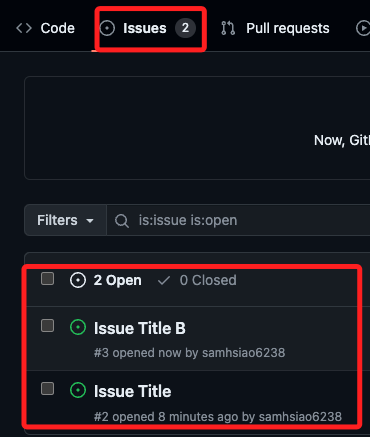 Code Issues 2 Pull requests
Now, Git
Filters is:issue is:open
2 Open 0 Closed
Issue Title B
#3 opened now by samhsiao6238
Issue Title
#2 opened 8 minutes ago by samhsiao6238